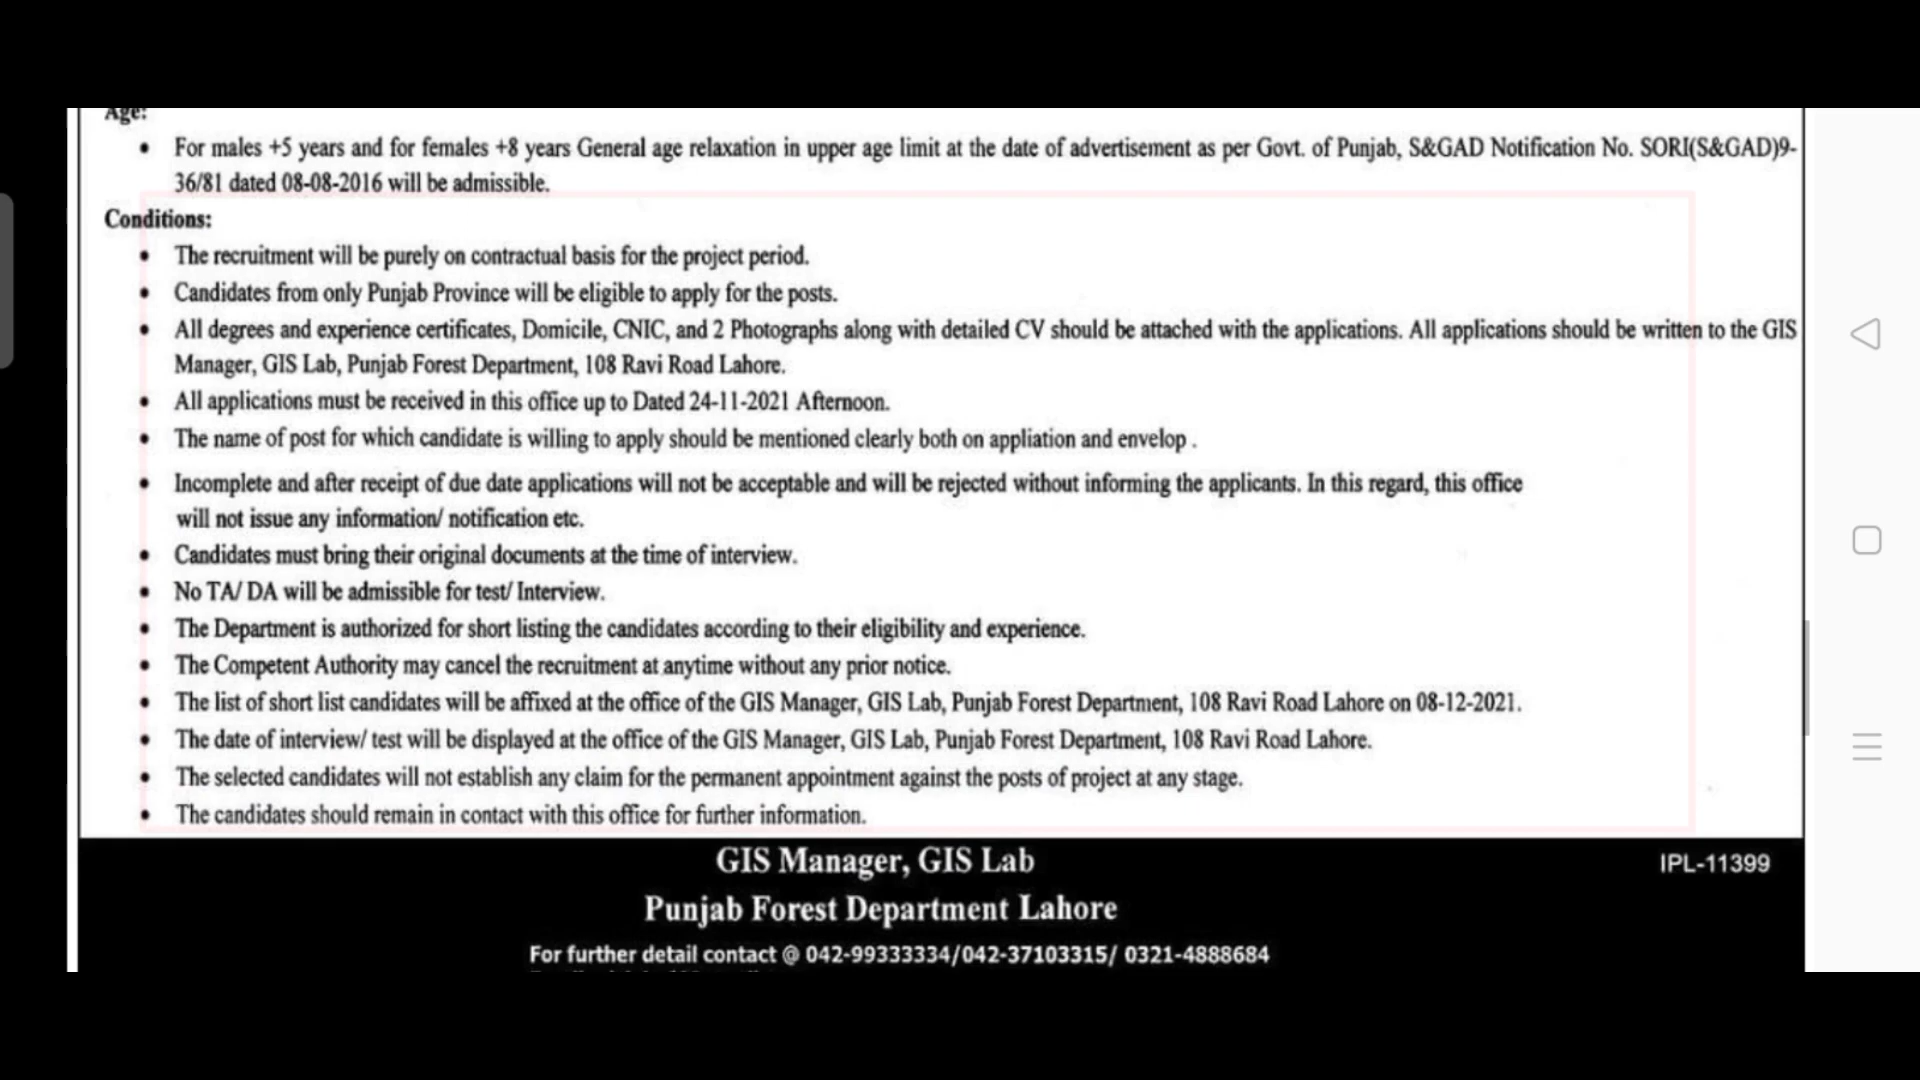 Age:
• For males +5 years and for females +8 years General age relaxation in upper age limit at the date of advertisement as per Govt. of Punjab, S&GAD Notification No. SORI(S&GAD)9-
36/81 dated 08-08-2016 will be admissible.
Conditions:
• The recruitment will be purely on contractual basis for the project period.
• Candidates from only Punjab Province will be eligible to apply for the posts.
• All degrees and experience certificates, Domicile, CNIC, and 2 Photographs along with detailed CV should be attached with the applications. All applications should be written to the GIS
Manager, GIS Lab, Punjab Forest Department, 108 Ravi Road Lahore.
• All applications must be received in this office up to Dated 24-11-2021 Afternoon.
• The name of post for which candidate is willing to apply should be mentioned clearly both on appliation and envelop .
• Incomplete and after receipt of due date applications will not be acceptable and will be rejected without informing the applicants. In this regard, this office
will not issue any information/ notification etc.
• Candidates must bring their original documents at the time of interview.
• No TA/ DA will be admissible for test/ Interview.
• The Department is authorized for short listing the candidates according to their eligibility and experience.
• The Competent Authority may cancel the recruitment at anytime without any prior notice.
• The list of short list candidates will be affixed at the office of the GIS Manager, GIS Lab, Punjab Forest Department, 108 Ravi Road Lahore on 08-12-2021.
• The date of interview/ test will be displayed at the office of the GIS Manager, GIS Lab, Punjab Forest Department, 108 Ravi Road Lahore.
• The selected candidates will not establish any claim for the permanent appointment against the posts of project at any stage.
• The candidates should remain in contact with this office for further information.
GIS Manager, GIS Lab
IPL-11399
Punjab Forest Department Lahore
For further detail contact @ 042-99333334/042-37103315/ 0321-4888684